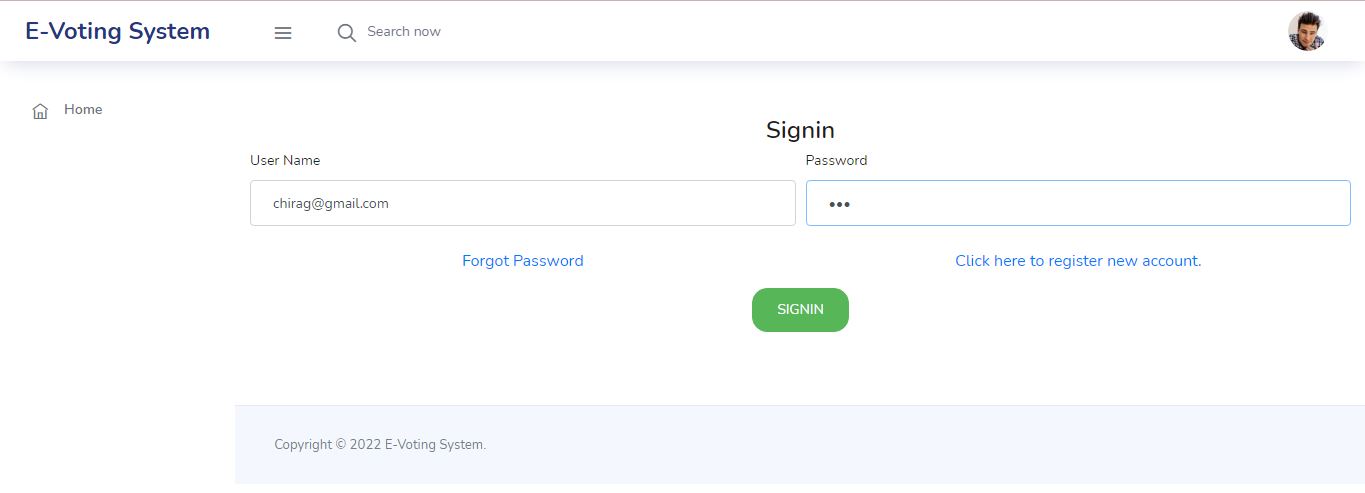 E-Voting System
Search now
Home
Signin
User Name
Password
chirag@gmail.com
•••
Forgot Password
Click here to register new account.
SIGNIN
Copyright © 2022 E-Voting System.